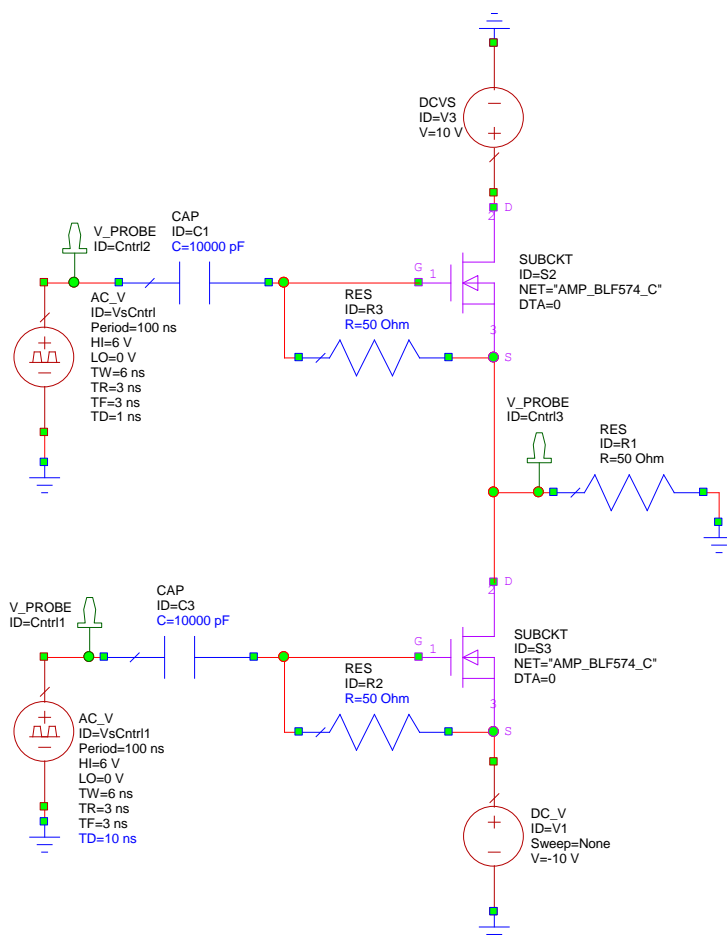 DCVS
ID=V3
V=10 V
D
2
V_PROBE
ID=Cntrl2
CAP
ID=C1
C=10000 pF
G
1
SUBCKT
ID=S2
NET="AMP_BLF574_C"
DTA=0
AC_V
ID=VsCntrl
Period=100 ns
HI=6 V
LO=0 V
TW=6 ns
TR=3 ns
TF=3 ns
TD=1 ns
RES
ID=R3
R=50 Ohm
3
S
V_PROBE
ID=Cntrl3
RES
ID=R1
R=50 Ohm
D
2
V_PROBE
ID=Cntrl1
CAP
ID=C3
C=10000 pF
G
1
SUBCKT
ID=S3
NET="AMP_BLF574_C"
DTA=0
RES
ID=R2
R=50 Ohm
3
S
AC_V
ID=VsCntrl1
Period=100 ns
HI=6 V
LO=0 V
TW=6 ns
TR=3 ns
TF=3 ns
TD=10 ns
DC_V
ID=V1
Sweep=None
V=-10 V